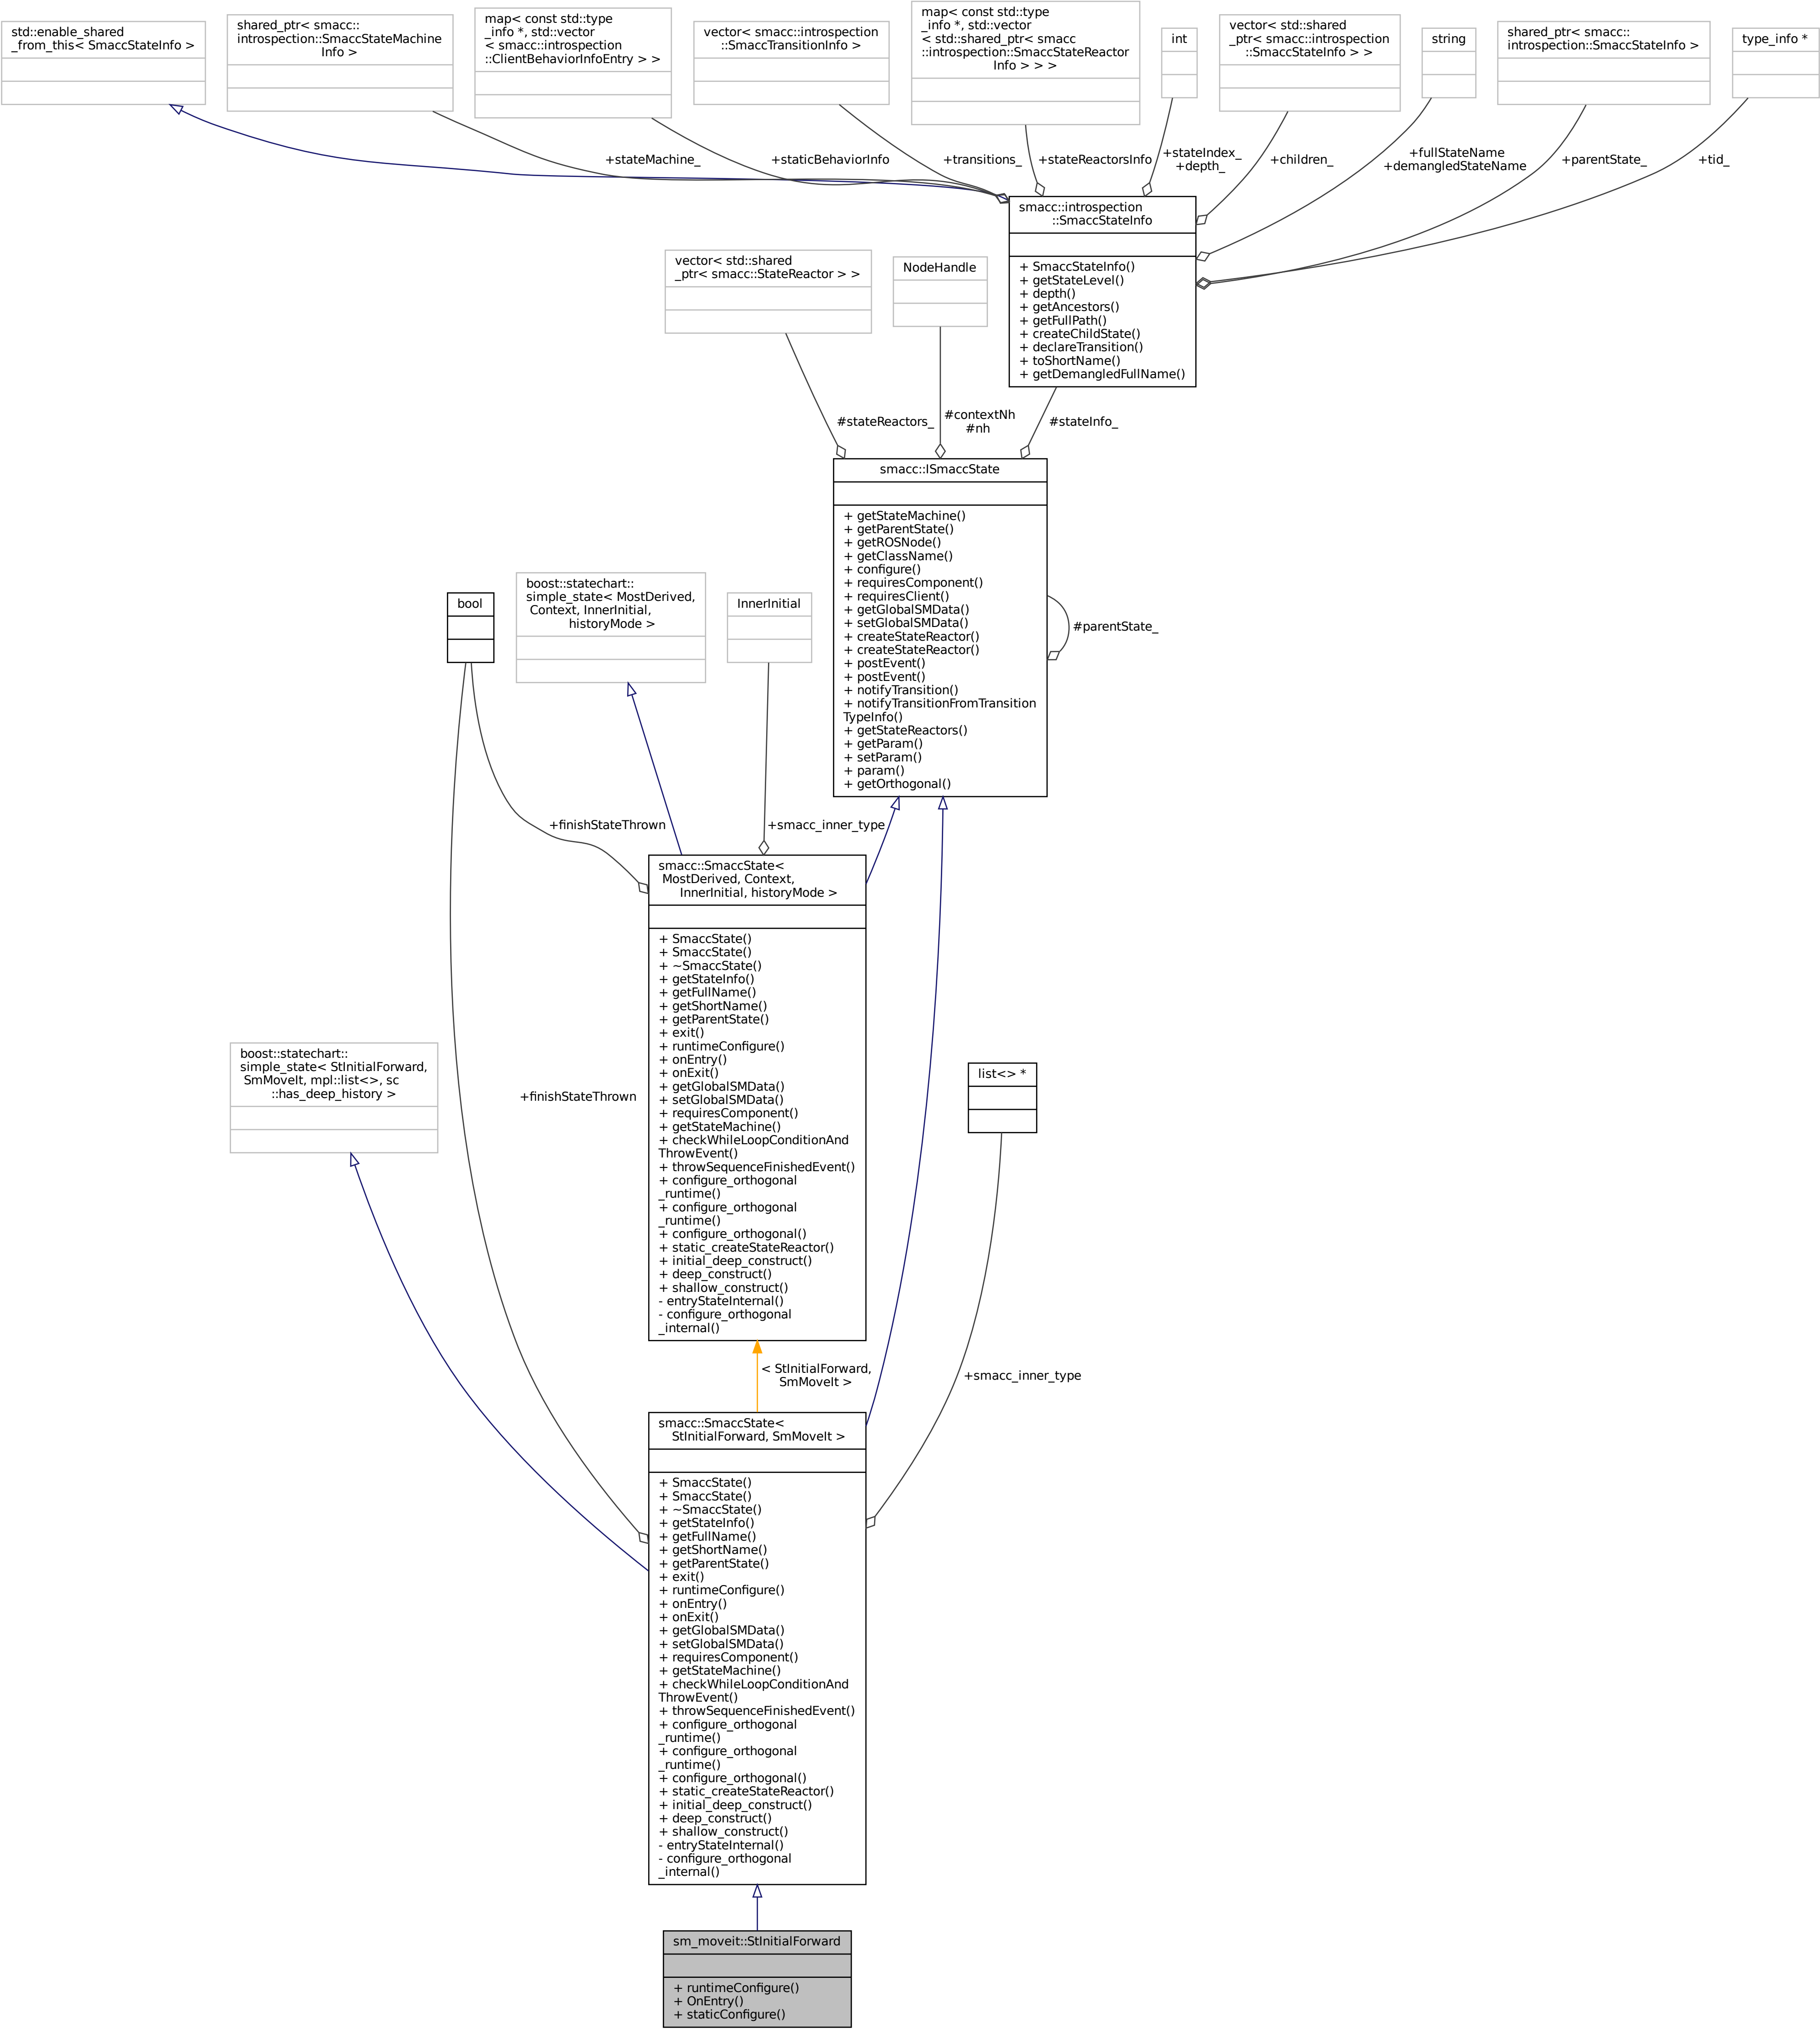 std::enable_shared
_from_this< SmaccStateInfo >
shared_ptr< smacc::
introspection::SmaccStateMachine
Info >
map< const std::type
_info *, std::vector
< smacc::introspection
::ClientBehaviorInfoEntry > >
vector< smacc::introspection
::SmaccTransitionInfo >
map< const std::type
_info *, std::vector
< std::shared_ptr< smacc
::introspection::SmaccStateReactor
Info > > >
int
vector< std::shared
_ptr< smacc::introspection
::SmaccStateInfo > >
string
shared_ptr< smacc::
introspection::SmaccStateInfo >
type_info *
+stateMachine_
+staticBehaviorInfo
+transitions_
+stateReactorsInfo
+stateIndex_
+depth_
+children_
+fullStateName
+demangledStateName
+parentState_
+tid_
smacc::introspection
::SmaccStateInfo
+ SmaccStateInfo()
+ getStateLevel()
+ depth()
+ getAncestors()
+ getFullPath()
+ createChildState()
+ declareTransition()
+ toShortName()
+ getDemangledFullName()
vector< std::shared
_ptr< smacc::StateReactor > >
NodeHandle
#stateReactors_
#contextNh
#nh
#stateInfo_
smacc::ISmaccState
+ getStateMachine()
+ getParentState()
+ getROSNode()
+ getClassName()
+ configure()
+ requiresComponent()
+ requiresClient()
+ getGlobalSMData()
+ setGlobalSMData()
+ createStateReactor()
+ createStateReactor()
+ postEvent()
+ postEvent()
+ notifyTransition()
+ notifyTransitionFromTransition
TypeInfo()
+ getStateReactors()
+ getParam()
+ setParam()
+ param()
+ getOrthogonal()
#parentState_
bool
boost::statechart::
simple_state< MostDerived,
Context, InnerInitial,
historyMode >
InnerInitial
+finishStateThrown
+smacc_inner_type
smacc::SmaccState<
MostDerived, Context,
InnerInitial, historyMode >
+ SmaccState()
+ SmaccState()
+ ~SmaccState()
+ getStateInfo()
+ getFullName()
+ getShortName()
+ getParentState()
+ exit()
+ runtimeConfigure()
+ onEntry()
+ onExit()
+ getGlobalSMData()
+ setGlobalSMData()
+ requiresComponent()
+ getStateMachine()
+ checkWhileLoopConditionAnd
ThrowEvent()
+ throwSequenceFinishedEvent()
+ configure_orthogonal
_runtime()
+ configure_orthogonal
_runtime()
+ configure_orthogonal()
+ static_createStateReactor()
+ initial_deep_construct()
+ deep_construct()
+ shallow_construct()
- entryStateInternal()
- configure_orthogonal
_internal()
boost::statechart::
simple_state< StInitialForward,
SmMoveIt, mpl::list<>, sc
::has_deep_history >
+finishStateThrown
list<> *
< StInitialForward,
SmMoveIt >
+smacc_inner_type
smacc::SmaccState<
StInitialForward, SmMoveIt >
+ SmaccState()
+ SmaccState()
+ ~SmaccState()
+ getStateInfo()
+ getFullName()
+ getShortName()
+ getParentState()
+ exit()
+ runtimeConfigure()
+ onEntry()
+ onExit()
+ getGlobalSMData()
+ setGlobalSMData()
+ requiresComponent()
+ getStateMachine()
+ checkWhileLoopConditionAnd
ThrowEvent()
+ throwSequenceFinishedEvent()
+ configure_orthogonal
_runtime()
+ configure_orthogonal
_runtime()
+ configure_orthogonal()
+ static_createStateReactor()
+ initial_deep_construct()
+ deep_construct()
+ shallow_construct()
- entryStateInternal()
- configure_orthogonal
_internal()
sm_moveit::StInitialForward
+ runtimeConfigure()
+ OnEntry()
+ staticConfigure()